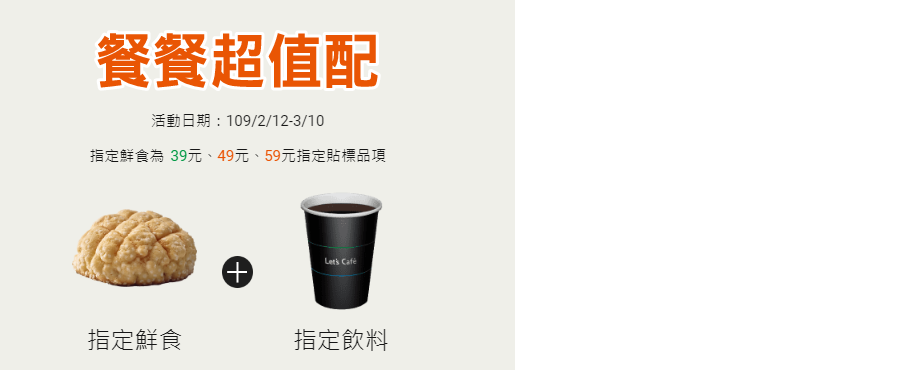 餐餐超值配
活動日期：109/2/12-3/10
指定鮮食為 39元、49元、59元指定貼標品項
Let's Café
指定鮮食
指定飲料